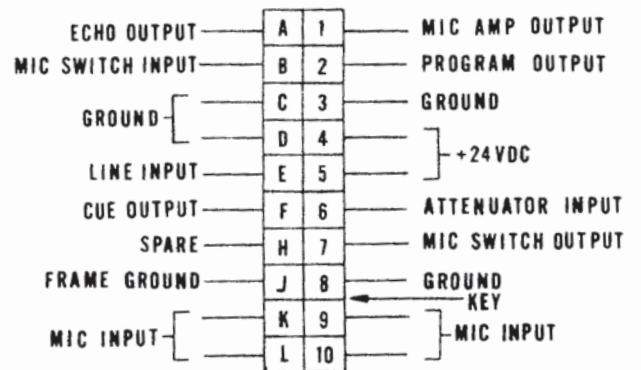 ECHO OUTPUT A 1 MIC AMP OUTPUT
MIC SWITCH INPUT B 2 PROGRAM OUTPUT
C 3 GROUND
GROUND
D 4
+24VDC
LINE INPUT E 5
CUE OUTPUT F 6 ATTENUATOR INPUT
SPARE H 7 MIC SWITCH OUTPUT
FRAME GROUND J 8 GROUND
KEY
K 9
MIC INPUT MIC INPUT
L 10